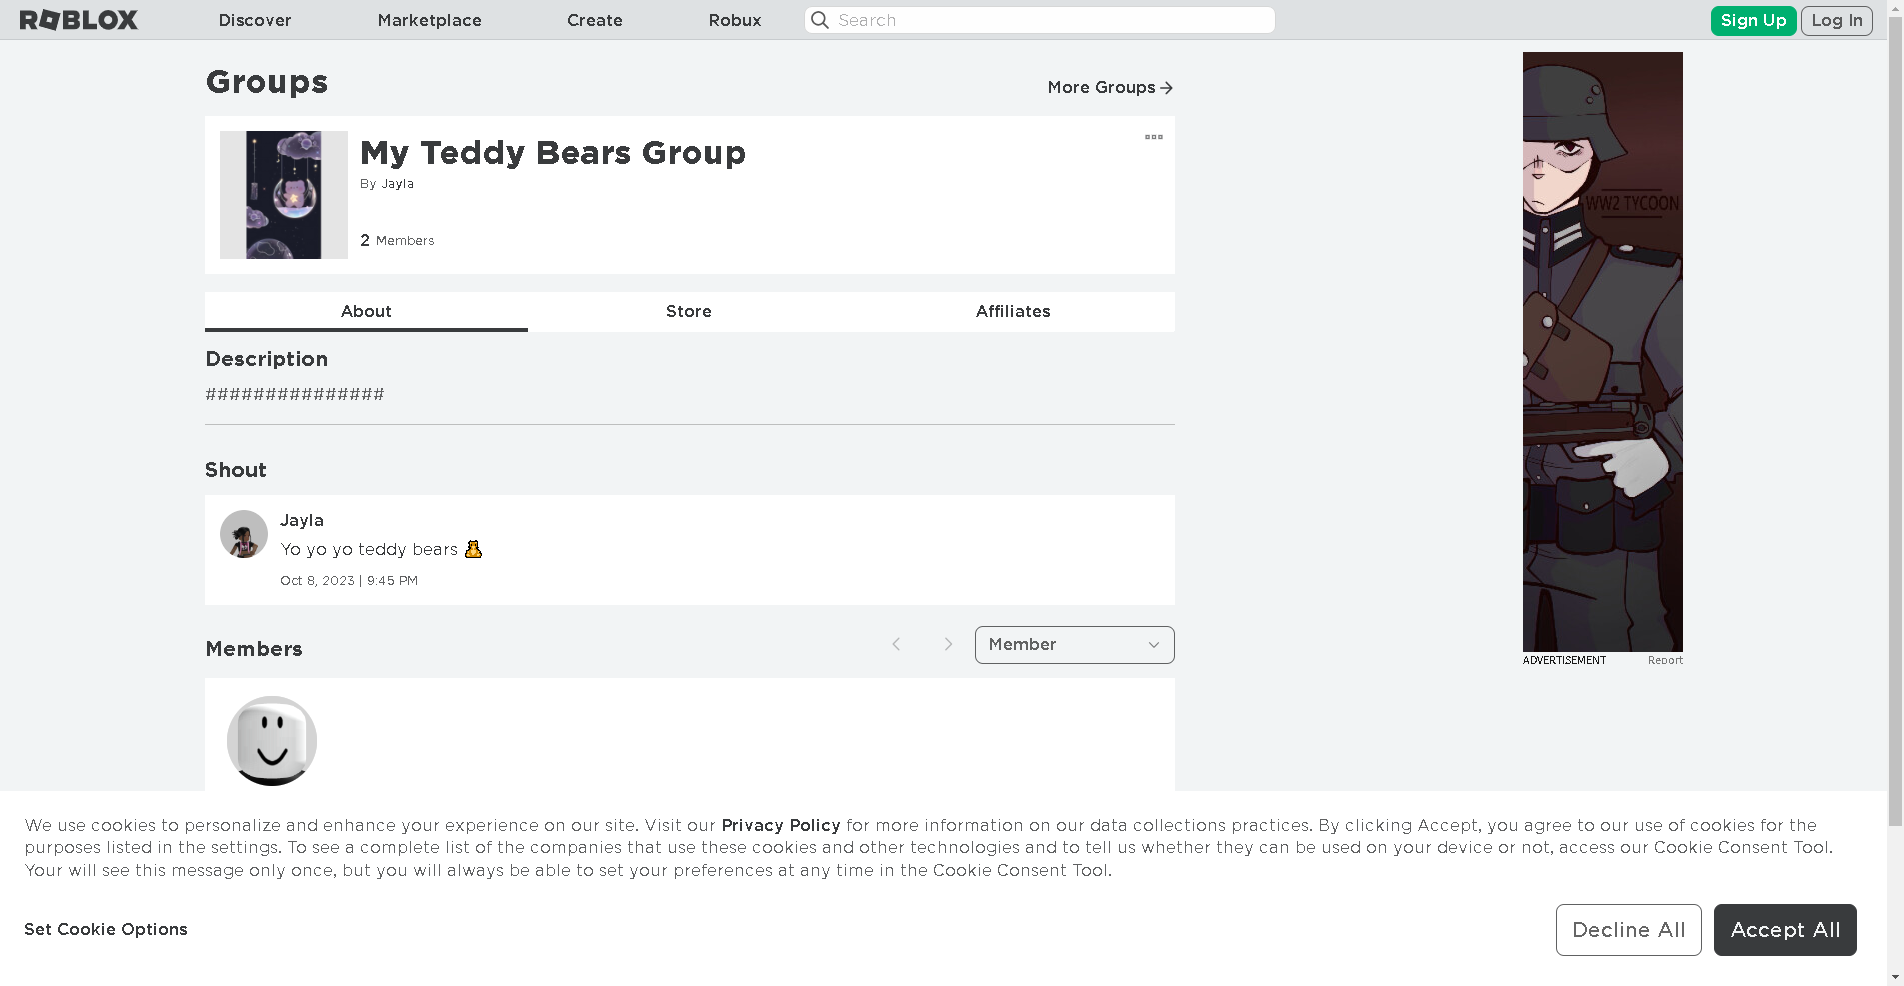 ROBLOX
Discover
Marketplace
Create
Robux
Search
Sign Up
Log In
Groups
More Groups
My Teddy Bears Group
By Jayla
2 Members
About
Store
Affiliates
Description
###############
Shout
Jayla
Yo yo yo teddy bears 🧸
Oct 8, 2023 | 9:45 PM
Members
Member
WW2 TYCOON
ADVERTISEMENT
Report
We use cookies to personalize and enhance your experience on our site. Visit our Privacy Policy for more information on our data collections practices. By clicking Accept, you agree to our use of cookies for the
purposes listed in the settings. To see a complete list of the companies that use these cookies and other technologies and to tell us whether they can be used on your device or not, access our Cookie Consent Tool.
Your will see this message only once, but you will always be able to set your preferences at any time in the Cookie Consent Tool.
Set Cookie Options
Decline All
Accept All